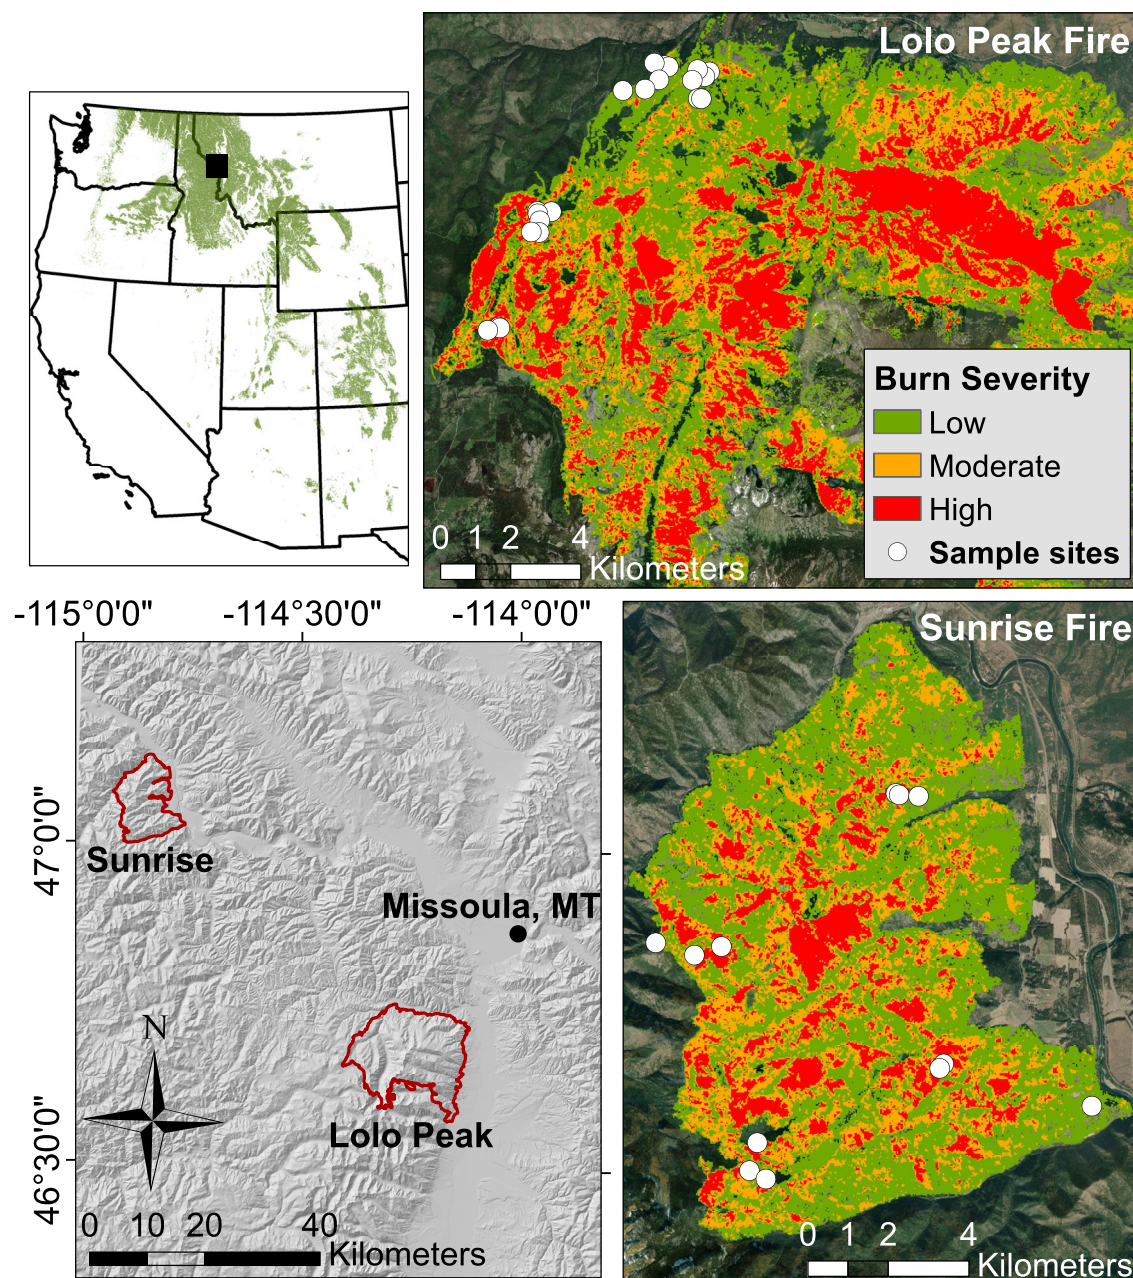 Lolo Peak Fire
Burn Severity
Low
Moderate
High
Sample sites
0 1 2 4
Kilometers
-115°0'0" -114°30'0" -114°0'0"
47°0'0"
46°30'0"
Sunrise
Missoula, MT
N
Lolo Peak
0 10 20 40
Kilometers
Sunrise Fire
0 1 2 4
Kilometers